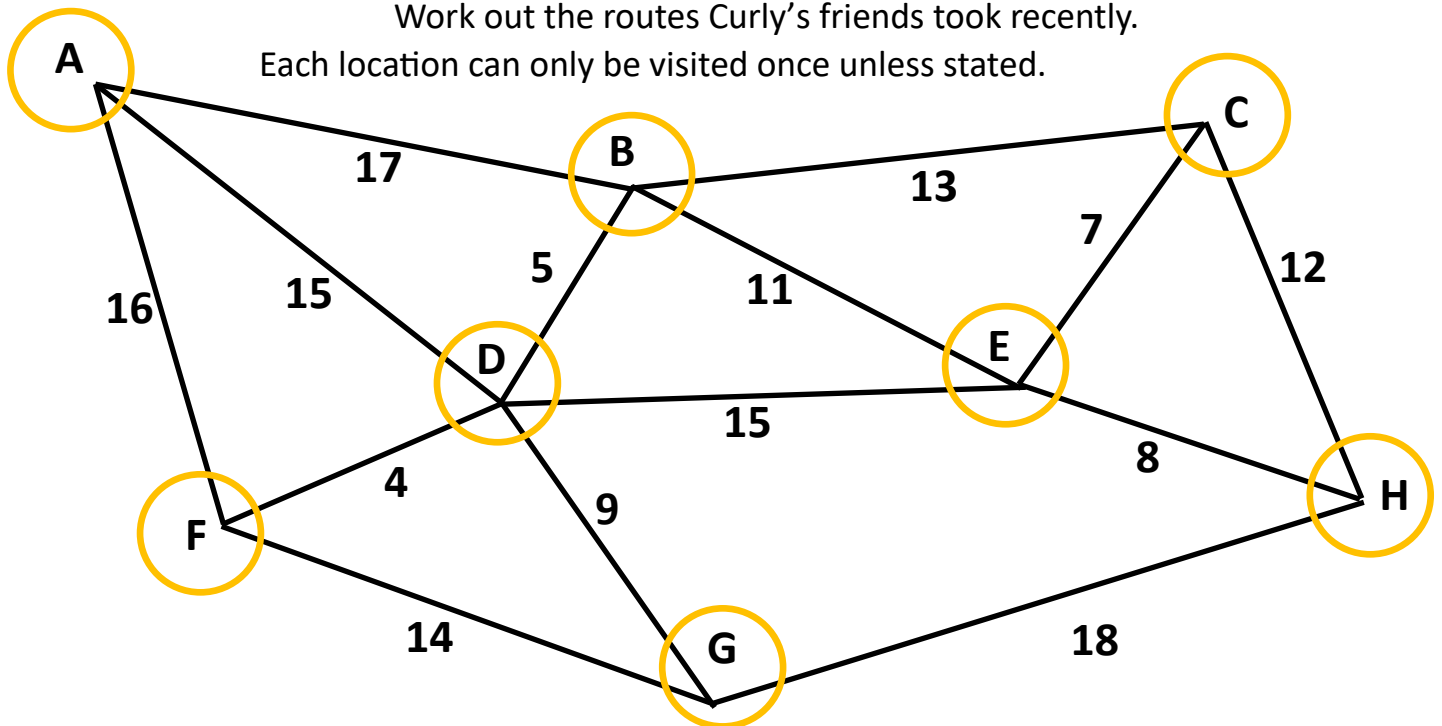 Work out the routes Curly's friends took recently.
Each location can only be visited once unless stated.
A
B
C
17
13
7
12
5
11
15
16
D
E
15
4
9
8
F
H
14
G
18